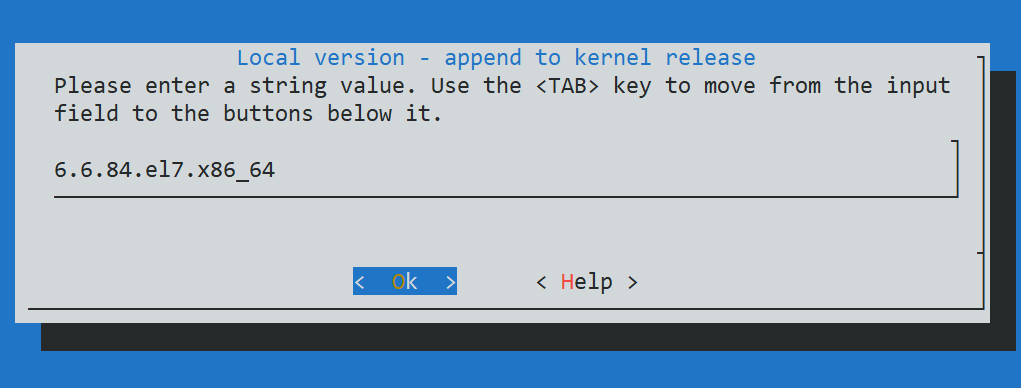 Local version - append to kernel release
Please enter a string value. Use the <TAB> key to move from the input
field to the buttons below it.
6.6.84.el7.x86_64
< Ok > < Help >